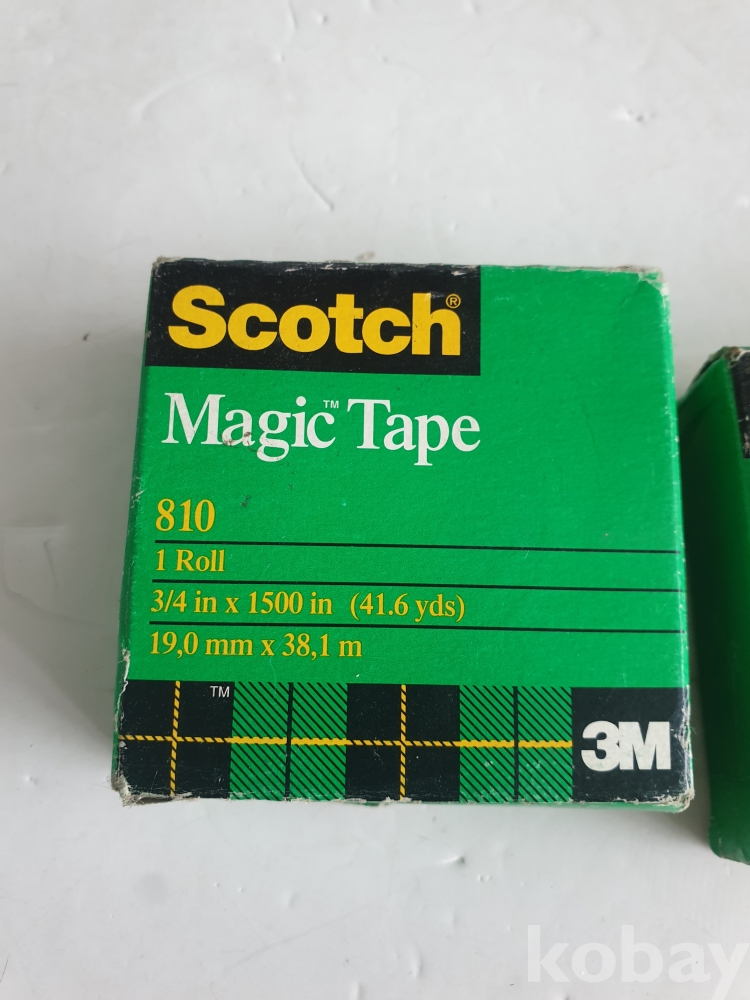 Scotch®
Magic™ Tape
810
1 Roll
3/4 in x 1500 in (41.6 yds)
19,0 mm x 38,1 m
TM
3M
kobay